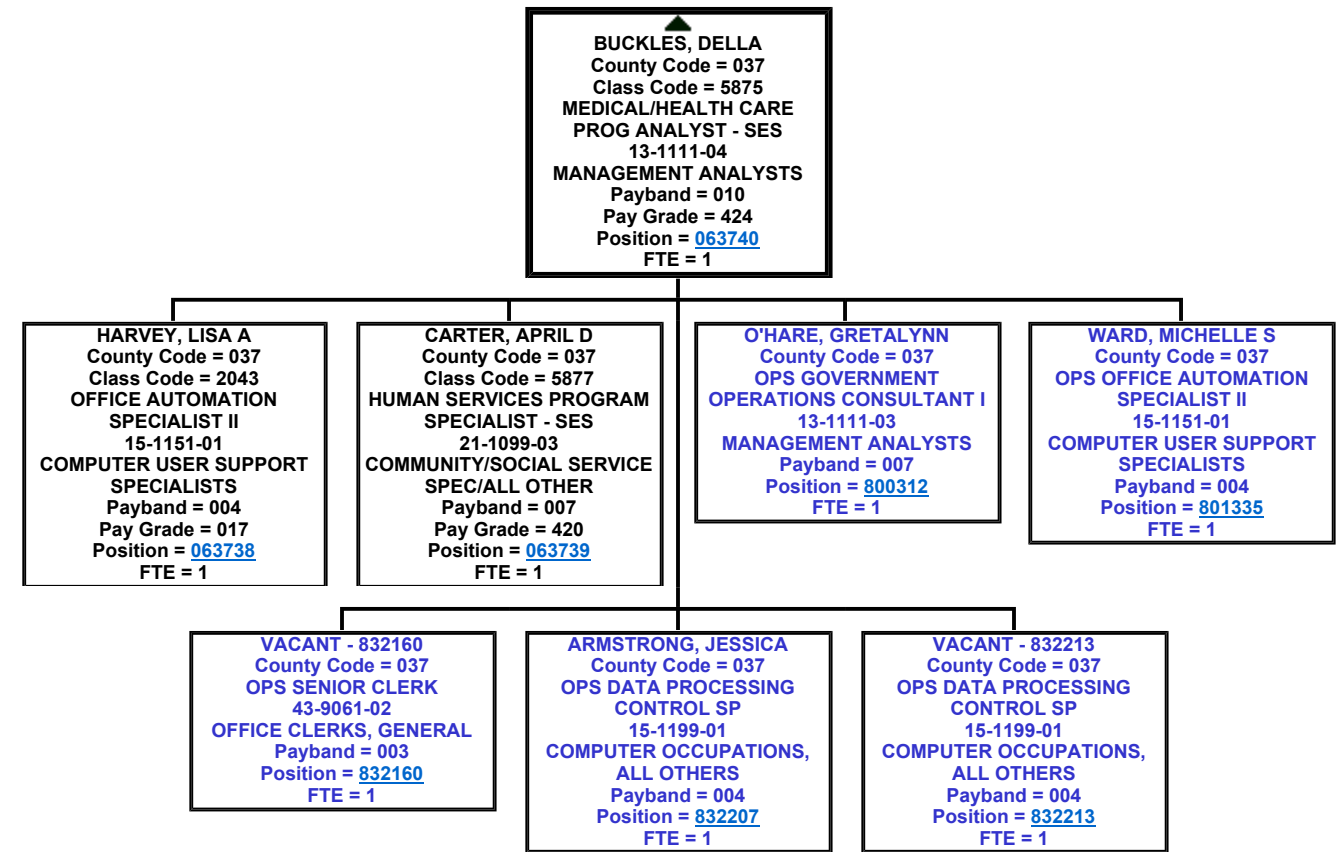 BUCKLES, DELLA
County Code = 037
Class Code = 5875
MEDICAL/HEALTH CARE
PROG ANALYST - SES
13-1111-04
MANAGEMENT ANALYSTS
Payband = 010
Pay Grade = 424
Position = 063740
FTE = 1
HARVEY, LISA A
County Code = 037
Class Code = 2043
OFFICE AUTOMATION
SPECIALIST II
15-1151-01
COMPUTER USER SUPPORT
SPECIALISTS
Payband = 004
Pay Grade = 017
Position = 063738
FTE = 1
CARTER, APRIL D
County Code = 037
Class Code = 5877
HUMAN SERVICES PROGRAM
SPECIALIST - SES
21-1099-03
COMMUNITY/SOCIAL SERVICE
SPEC/ALL OTHER
Payband = 007
Pay Grade = 420
Position = 063739
FTE = 1
O'HARE, GRETALYNN
County Code = 037
OPS GOVERNMENT
OPERATIONS CONSULTANT I
13-1111-03
MANAGEMENT ANALYSTS
Payband = 007
Position = 800312
FTE = 1
WARD, MICHELLE S
County Code = 037
OPS OFFICE AUTOMATION
SPECIALIST II
15-1151-01
COMPUTER USER SUPPORT
SPECIALISTS
Payband = 004
Position = 801335
FTE = 1
VACANT - 832160
County Code = 037
OPS SENIOR CLERK
43-9061-02
OFFICE CLERKS, GENERAL
Payband = 003
Position = 832160
FTE = 1
ARMSTRONG, JESSICA
County Code = 037
OPS DATA PROCESSING
CONTROL SP
15-1199-01
COMPUTER OCCUPATIONS,
ALL OTHERS
Payband = 004
Position = 832207
FTE = 1
VACANT - 832213
County Code = 037
OPS DATA PROCESSING
CONTROL SP
15-1199-01
COMPUTER OCCUPATIONS,
ALL OTHERS
Payband = 004
Position = 832213
FTE = 1